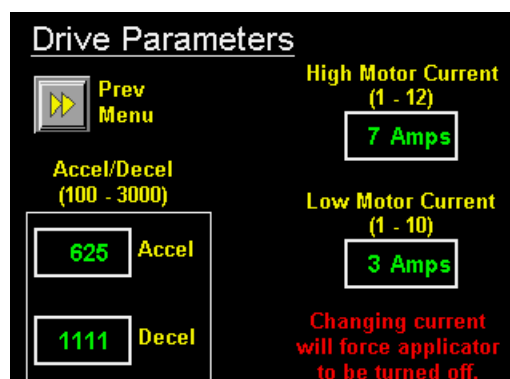 Drive Parameters
Prev
Menu
Accel/Decel
(100 - 3000)
625 Accel
1111 Decel
High Motor Current
(1 - 12)
7 Amps
Low Motor Current
(1 - 10)
3 Amps
Changing current
will force applicator
to be turned off.